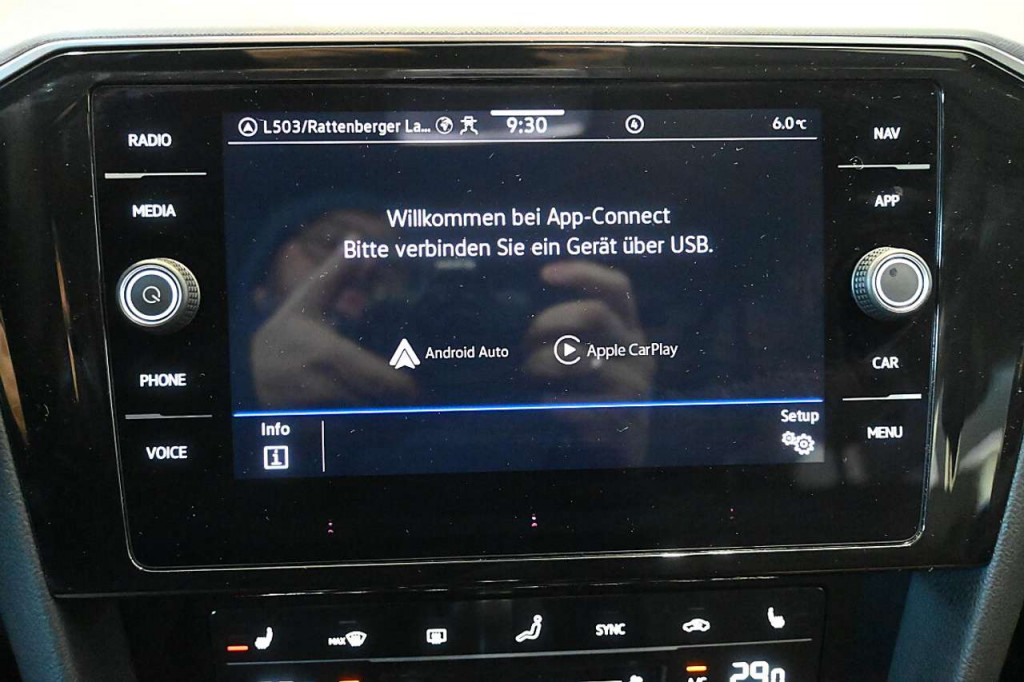 L503/Rattenberger La... 9:30 4 6.0°C
RADIO
NAV
MEDIA
APP
Willkommen bei App-Connect
Bitte verbinden Sie ein Gerät über USB.
Android Auto
Apple CarPlay
PHONE
CAR
Info
Setup
VOICE
MENU
MAX
SYNC